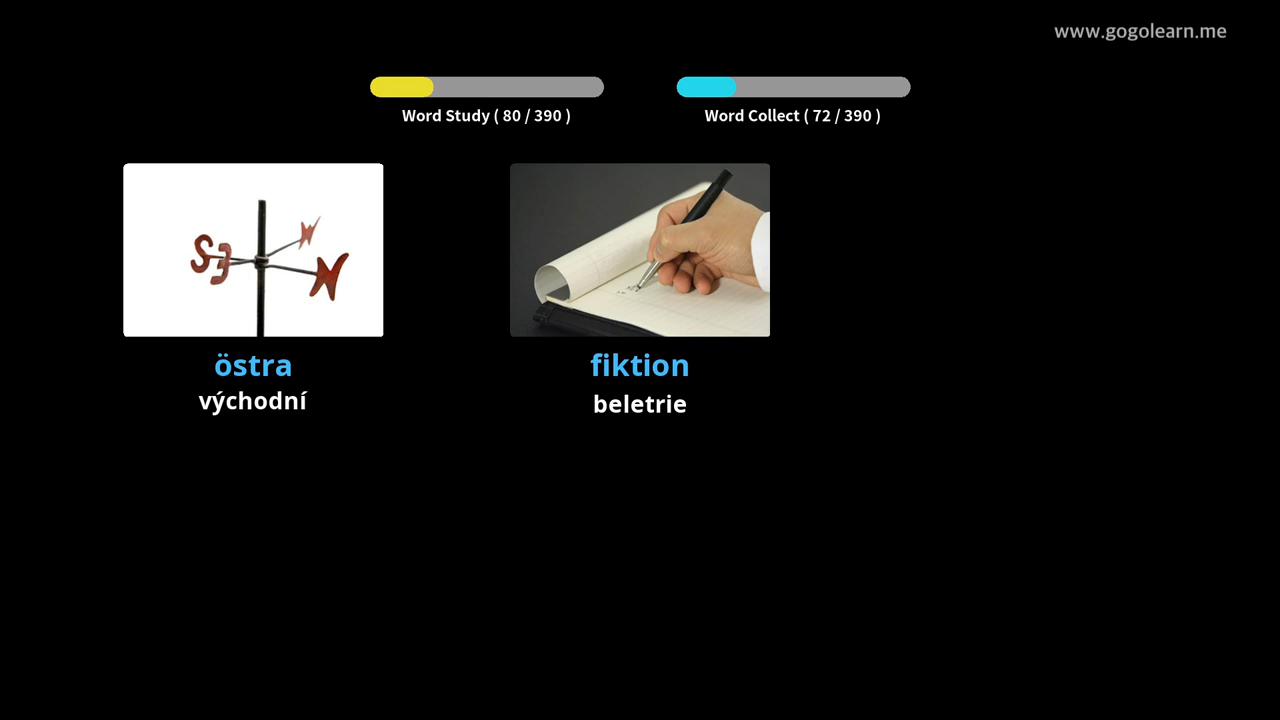 www.gogolearn.me
Word Study ( 80 / 390 )
Word Collect ( 72 / 390 )
S E N
östra
východní
fiktion
beletrie